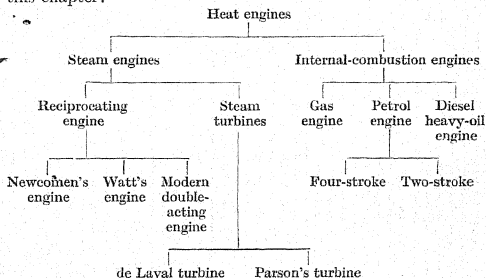 this chapter.
Heat engines
Steam engines Internal-combustion engines
Reciprocating engine
Steam turbines
Gas engine
Petrol engine
Diesel heavy-oil engine
Newcomen's engine
Watt's engine
Modern double-acting engine
Four-stroke Two-stroke
de Laval turbine Parson's turbine